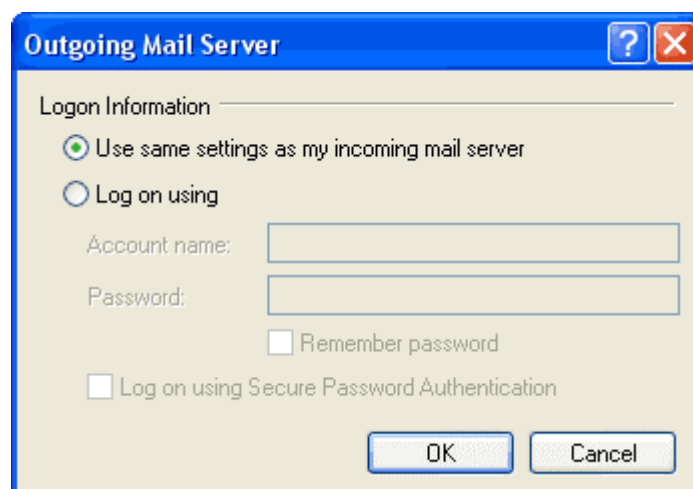 Outgoing Mail Server
Logon Information
Use same settings as my incoming mail server
Log on using
Account name:
Password:
Remember password
Log on using Secure Password Authentication
OK Cancel